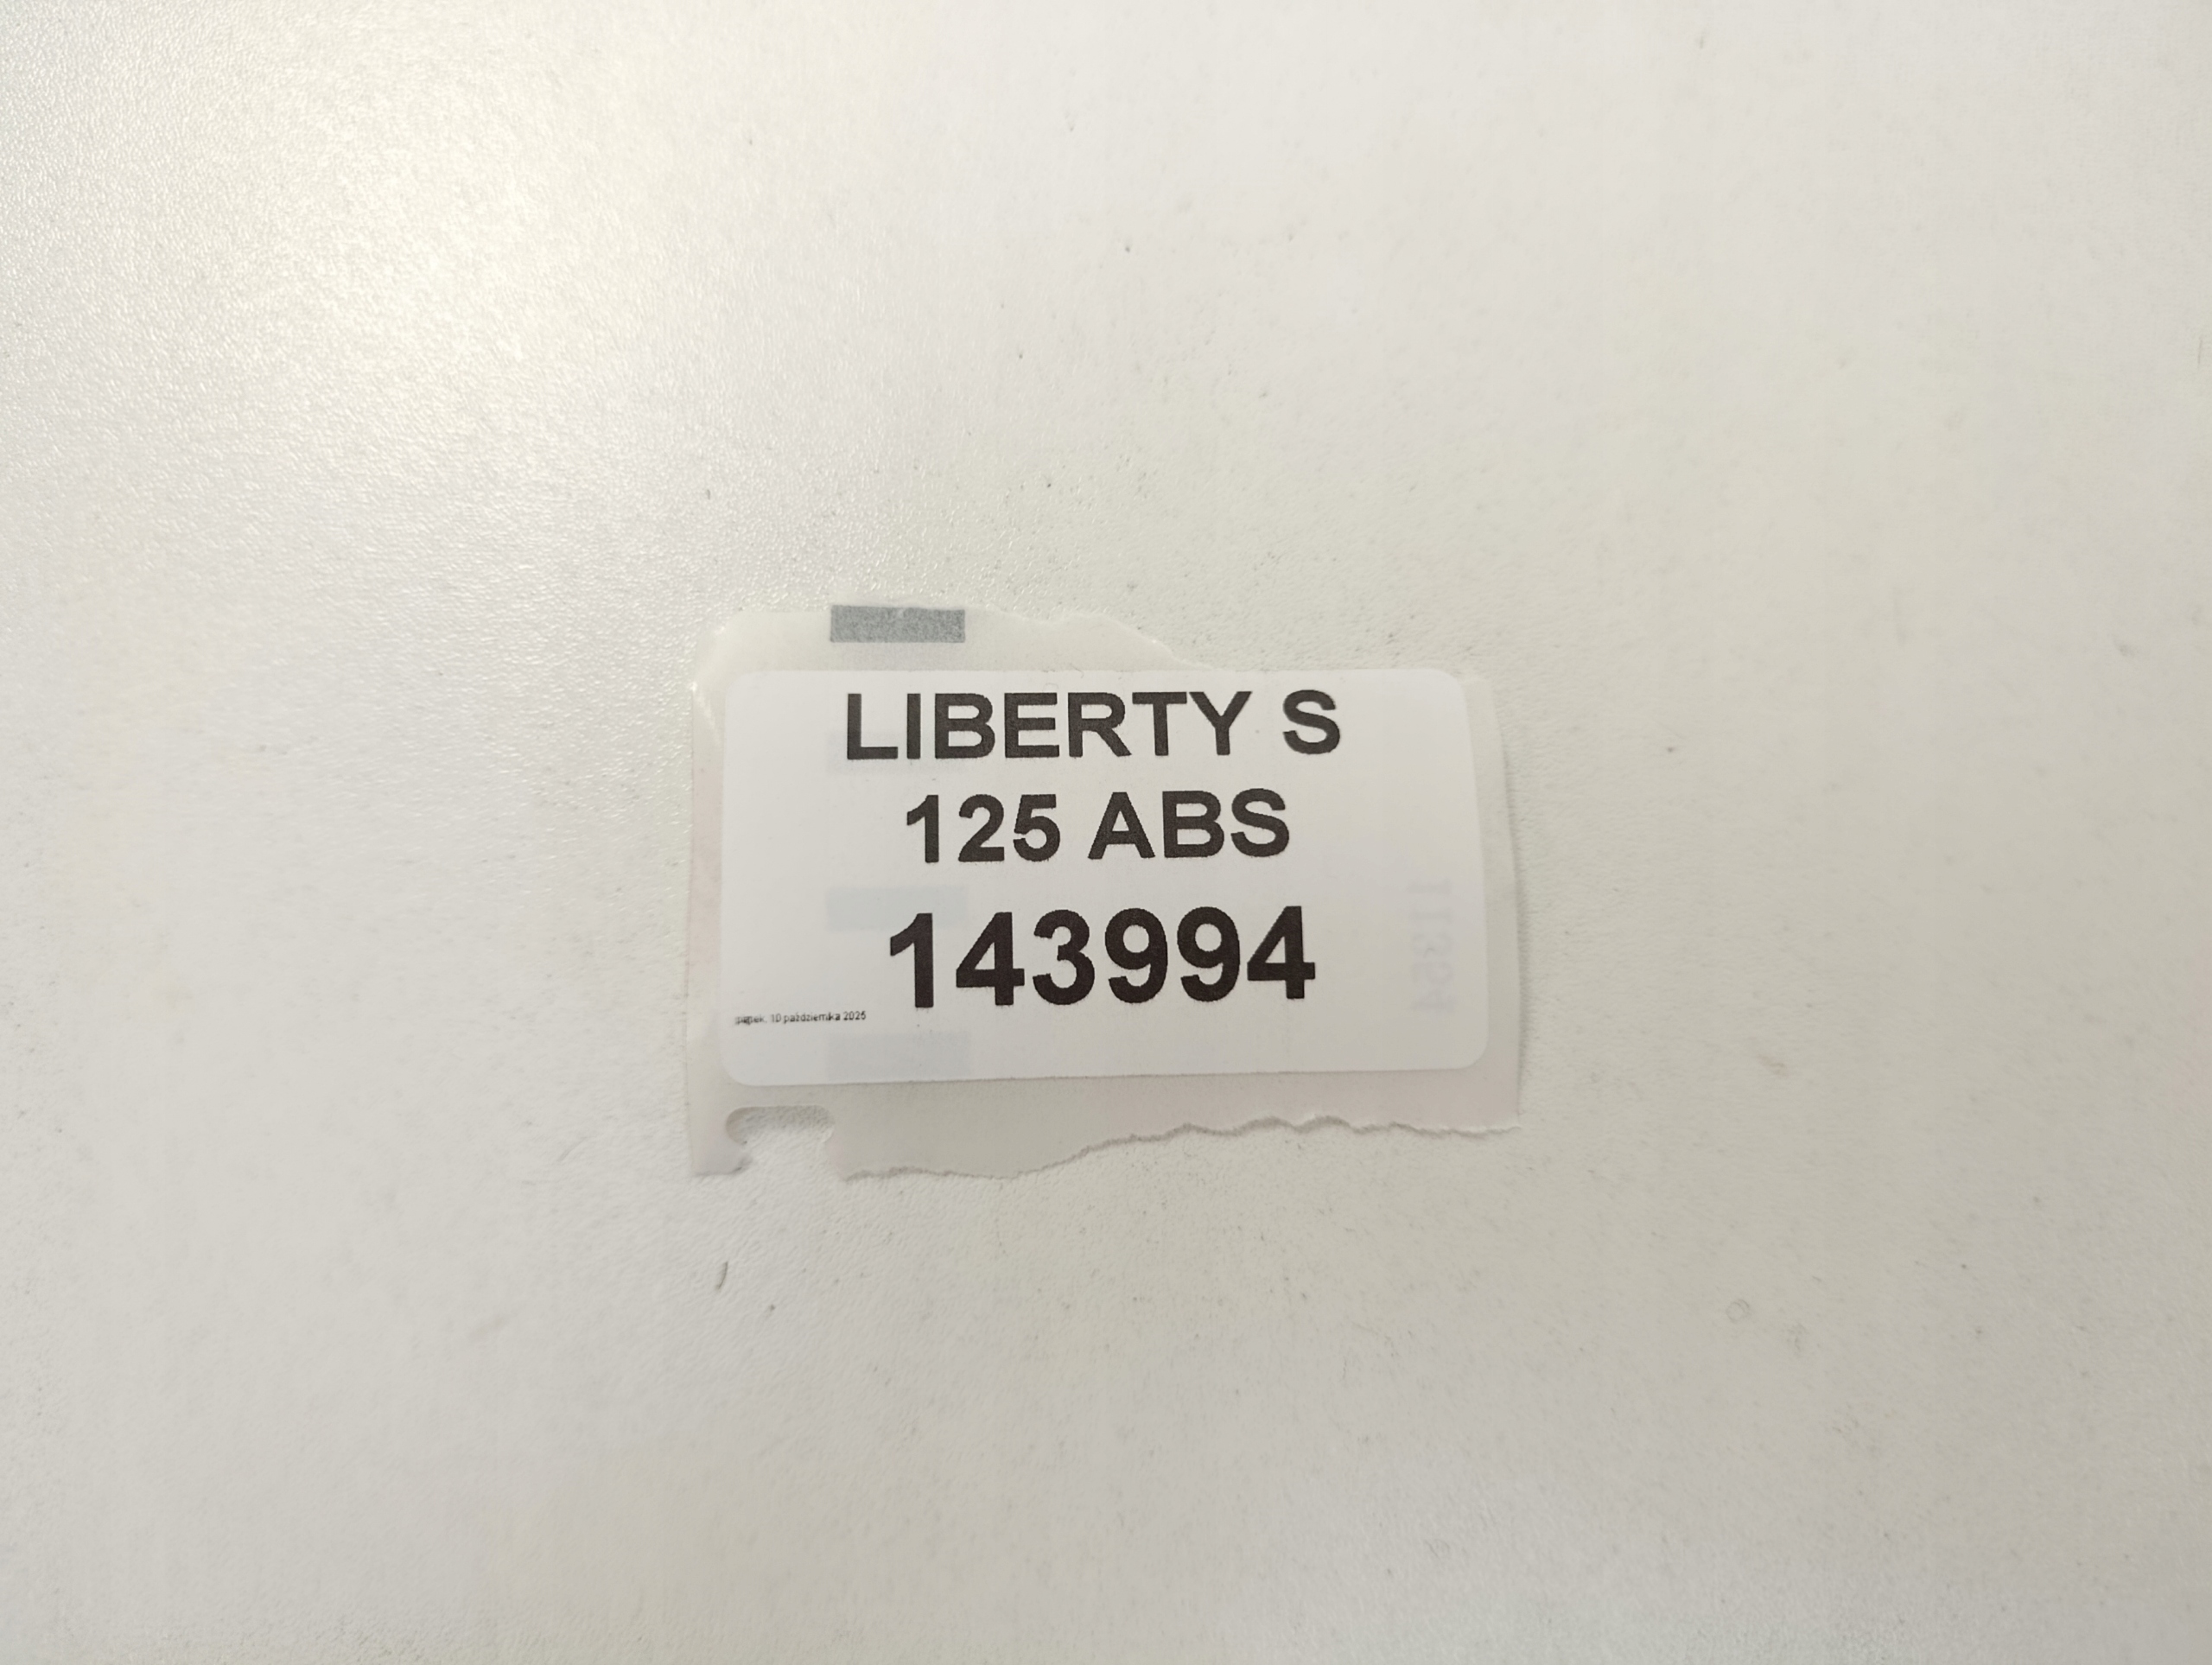 LIBERTY S
125 ABS
143994
piątek, 10 października 2025